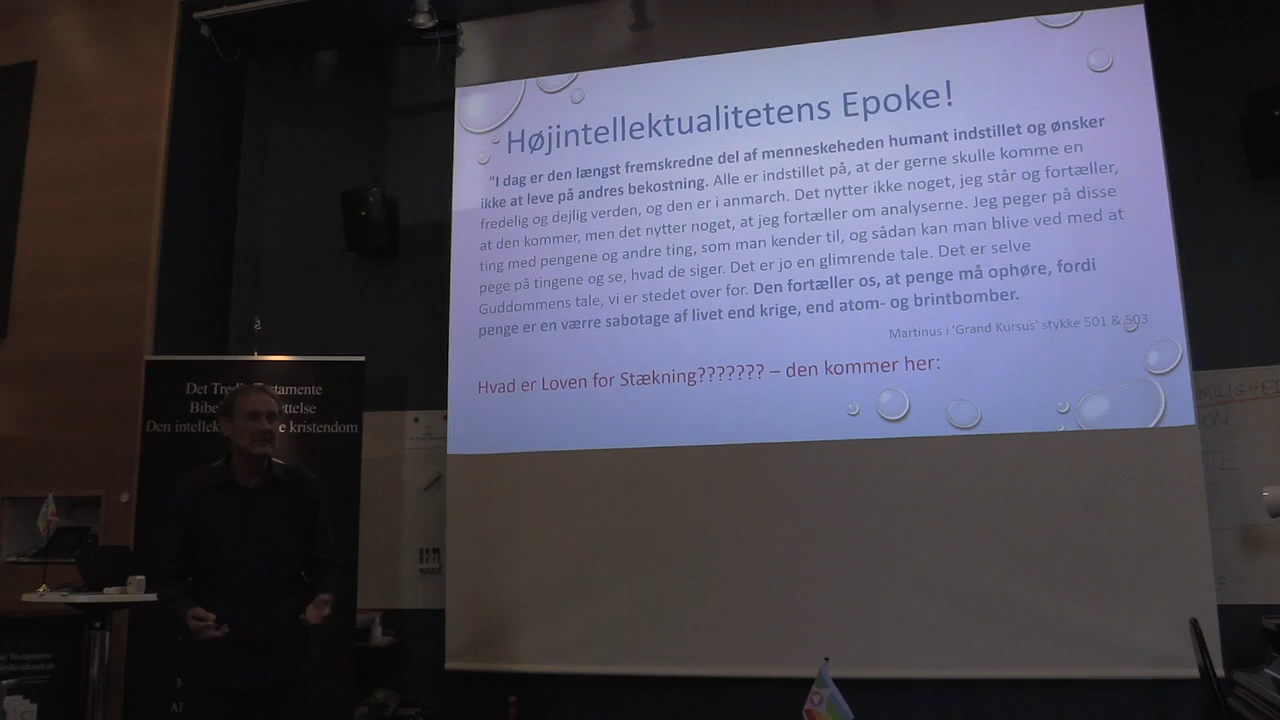 Højintellektualitetens Epoke!
"I dag er den længst fremskredne del af menneskeheden humant indstillet og ønsker
ikke at leve på andres bekostning. Alle er indstillet på, at der gerne skulle komme en
fredelig og dejlig verden, og den er i anmarch. Det nytter ikke noget, jeg står og fortæller,
at den kommer, men det nytter noget, at jeg fortæller om analyserne. Jeg peger på disse
ting med pengene og andre ting, som man kender til, og sådan kan man blive ved med at
pege på tingene og se, hvad de siger. Det er jo en glimrende tale. Det er selve
Guddommens tale, vi er stedet over for. Den fortæller os, at penge må ophøre, fordi
penge er en værre sabotage af livet end krige, end atom- og brintbomber.
Martinus i 'Grand Kursus' stykke 501 & 503
Hvad er Loven for Stækning??????? – den kommer her:
Det
Den kristendom